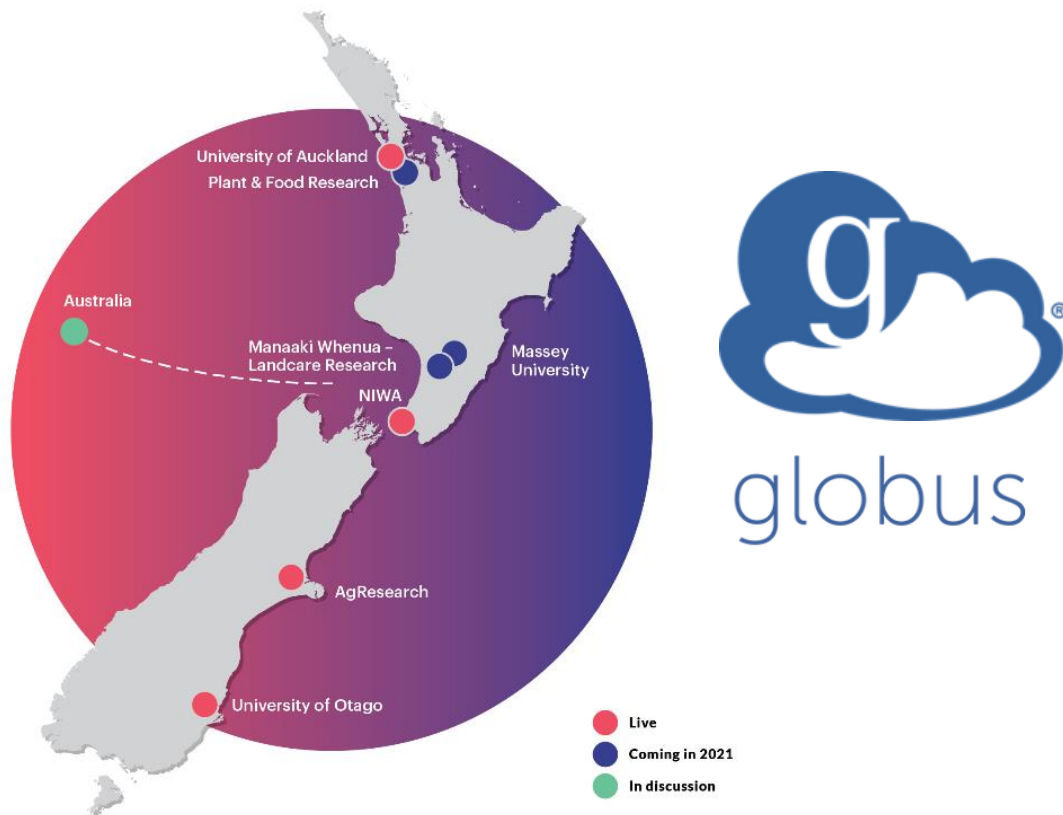 University of Auckland
Plant & Food Research
Australia
Manaaki Whenua –
Landcare Research
Massey
University
NIWA
AgResearch
University of Otago
Live
Coming in 2021
In discussion
g
®
globus